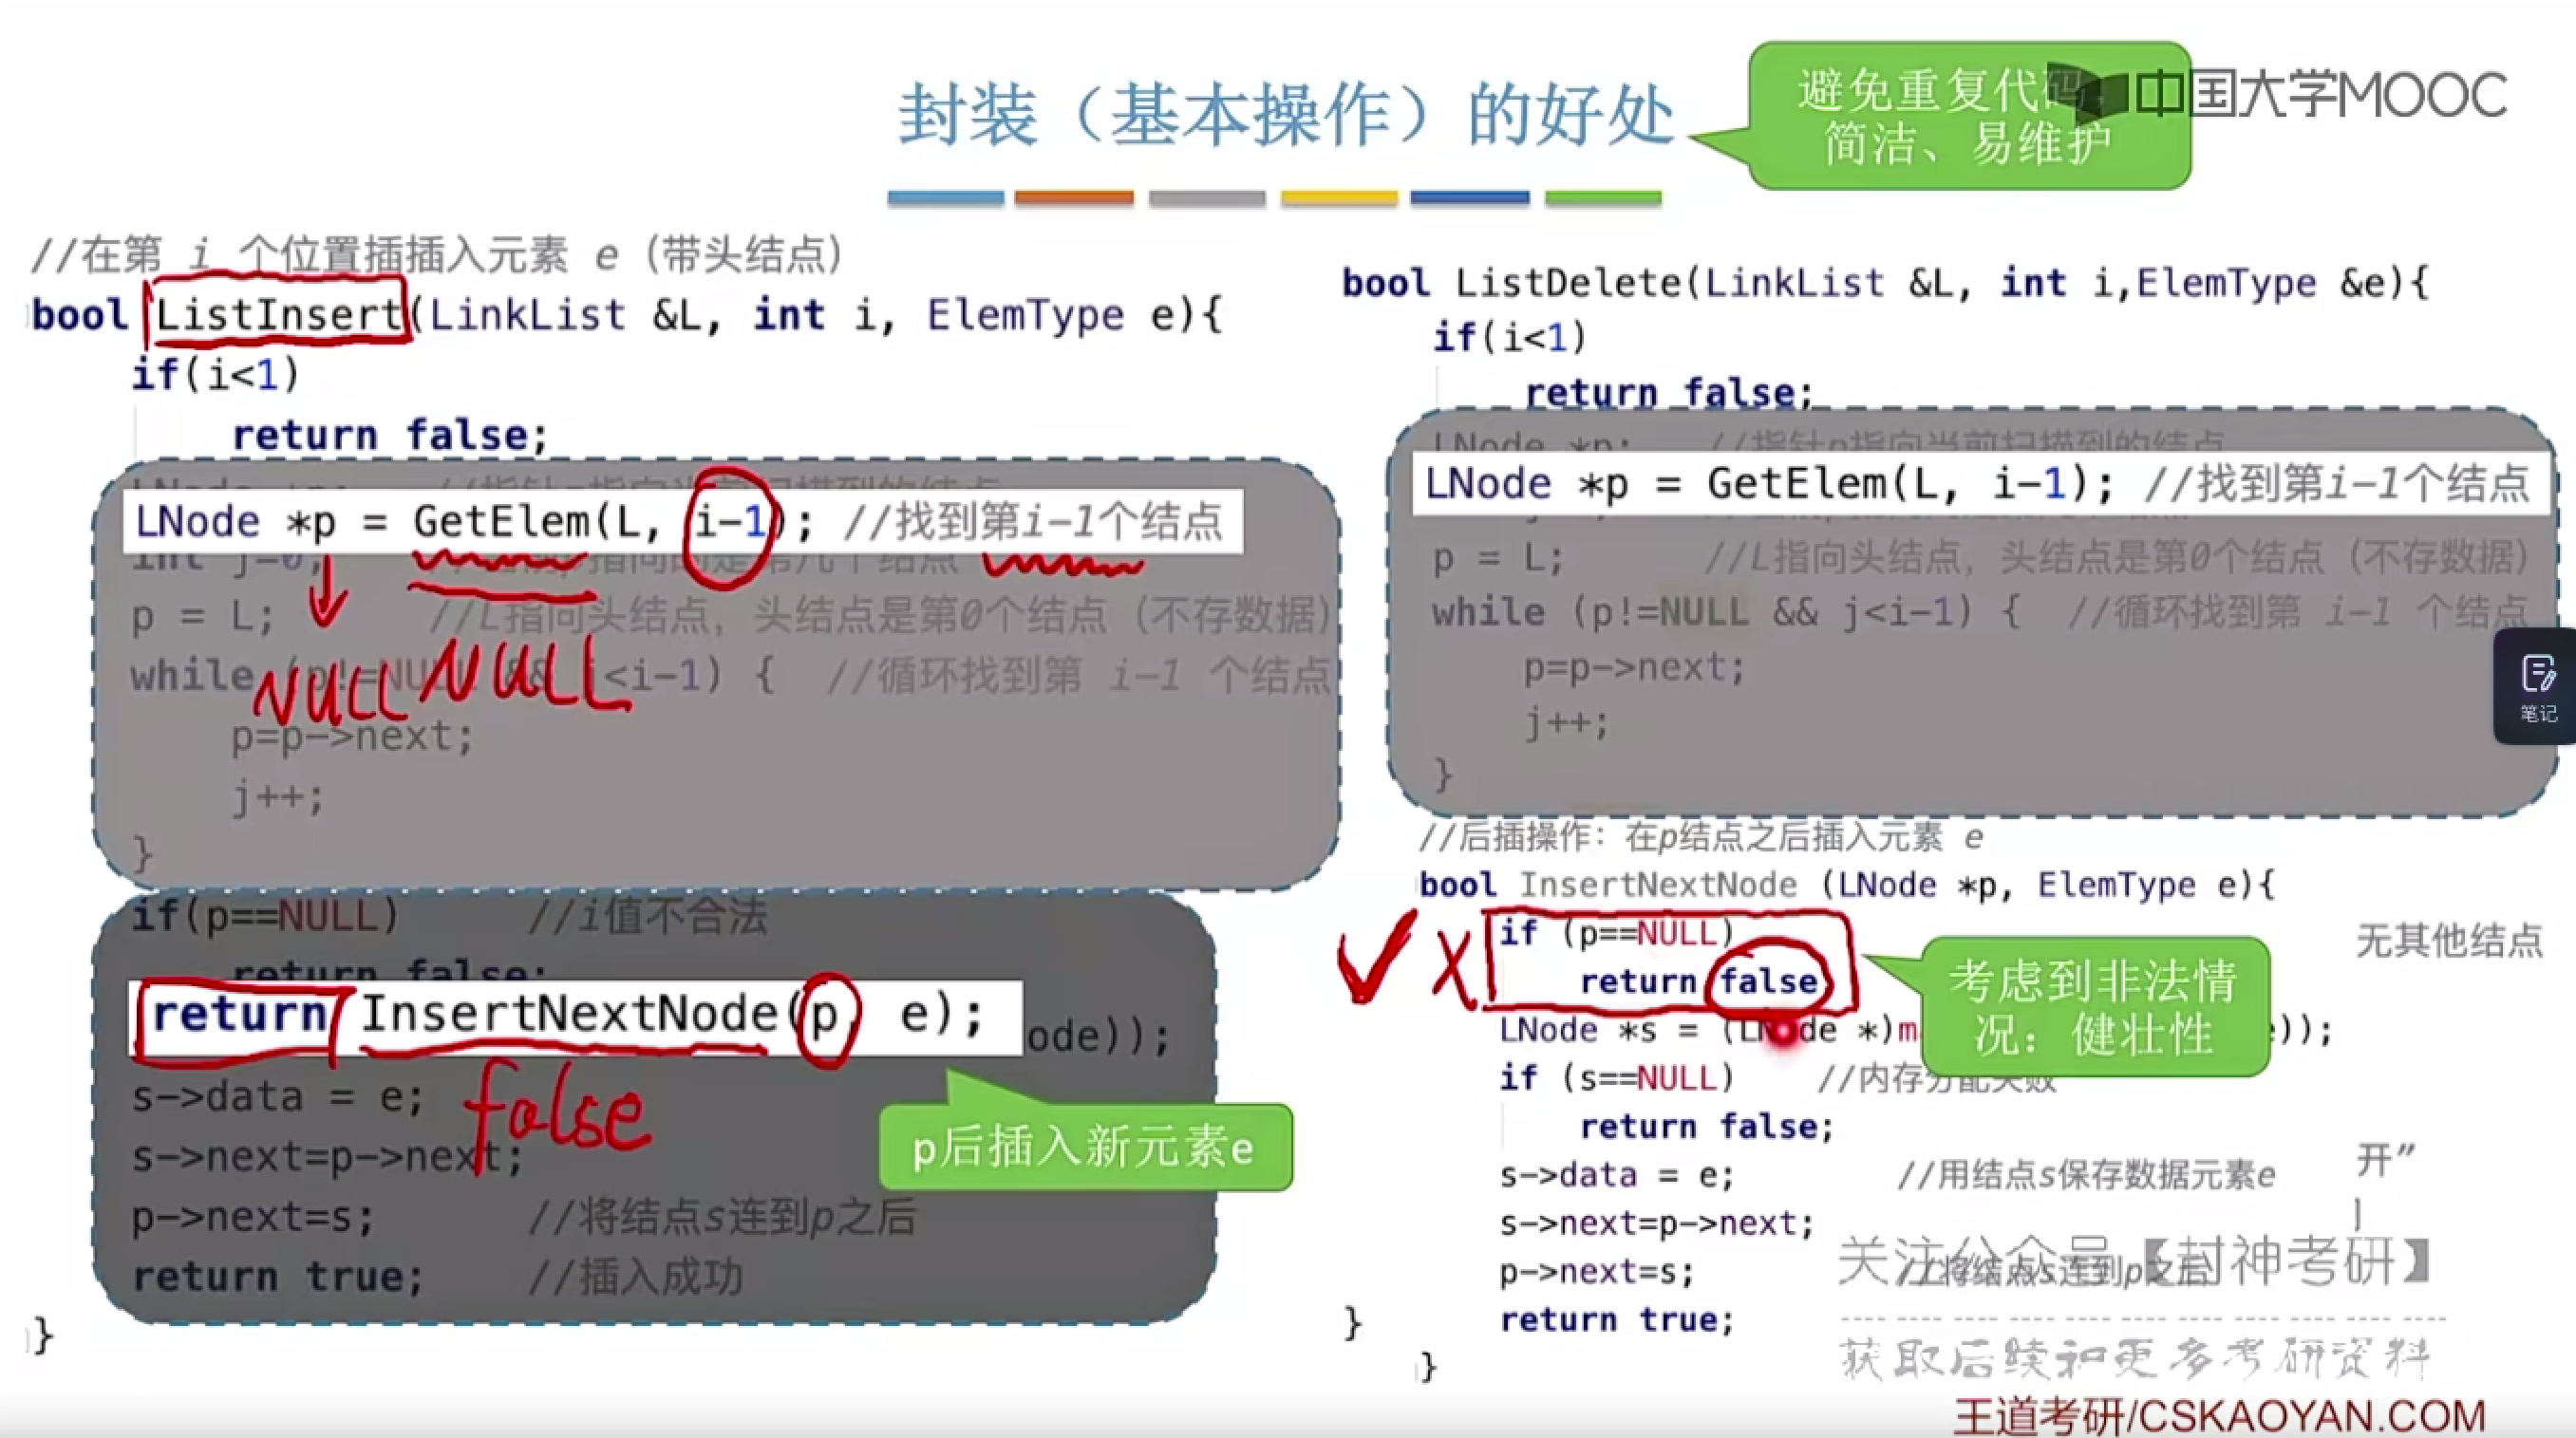 封装（基本操作）的好处
避免重复代码，
简洁、易维护
中国大学MOOC
//在第 i 个位置插插入元素 e（带头结点）
bool ListInsert(LinkList &L, int i, ElemType e){
if(i<1)
return false;
LNode *p = GetElem(L, i-1); //找到第i-1个结点
int j=0;
p = L; //L指向头结点，头结点是第0个结点（不存数据）
while (p!=NULL && j<i-1) { //循环找到第 i-1 个结点
NULL NULL
p=p->next;
j++;
}
if(p==NULL) //i值不合法
return false;
return InsertNextNode(p, e);
ode));
s->data = e;
false
s->next=p->next;
p后插入新元素e
p->next=s; //将结点s连到p之后
return true; //插入成功
}
bool ListDelete(LinkList &L, int i,ElemType &e){
if(i<1)
return false;
LNode *p; //指针p指向当前扫描到的结点
LNode *p = GetElem(L, i-1); //找到第i-1个结点
p = L; //L指向头结点，头结点是第0个结点（不存数据）
while (p!=NULL && j<i-1) { //循环找到第 i-1 个结点
p=p->next;
j++;
}
笔记
//后插操作：在p结点之后插入元素 e
bool InsertNextNode (LNode *p, ElemType e){
if (p==NULL)
return false
无其他结点
考虑到非法情
况：健壮性
LNode *s = (LNode *)m
));
if (s==NULL) //内存分配失败
return false;
s->data = e; //用结点s保存数据元素e
开”
s->next=p->next;
p->next=s; //将结点s连到p之后
return true;
}
}
关注公众号【封神考研】
获取后续和更多考研资料
王道考研/CSKAOYAN.COM